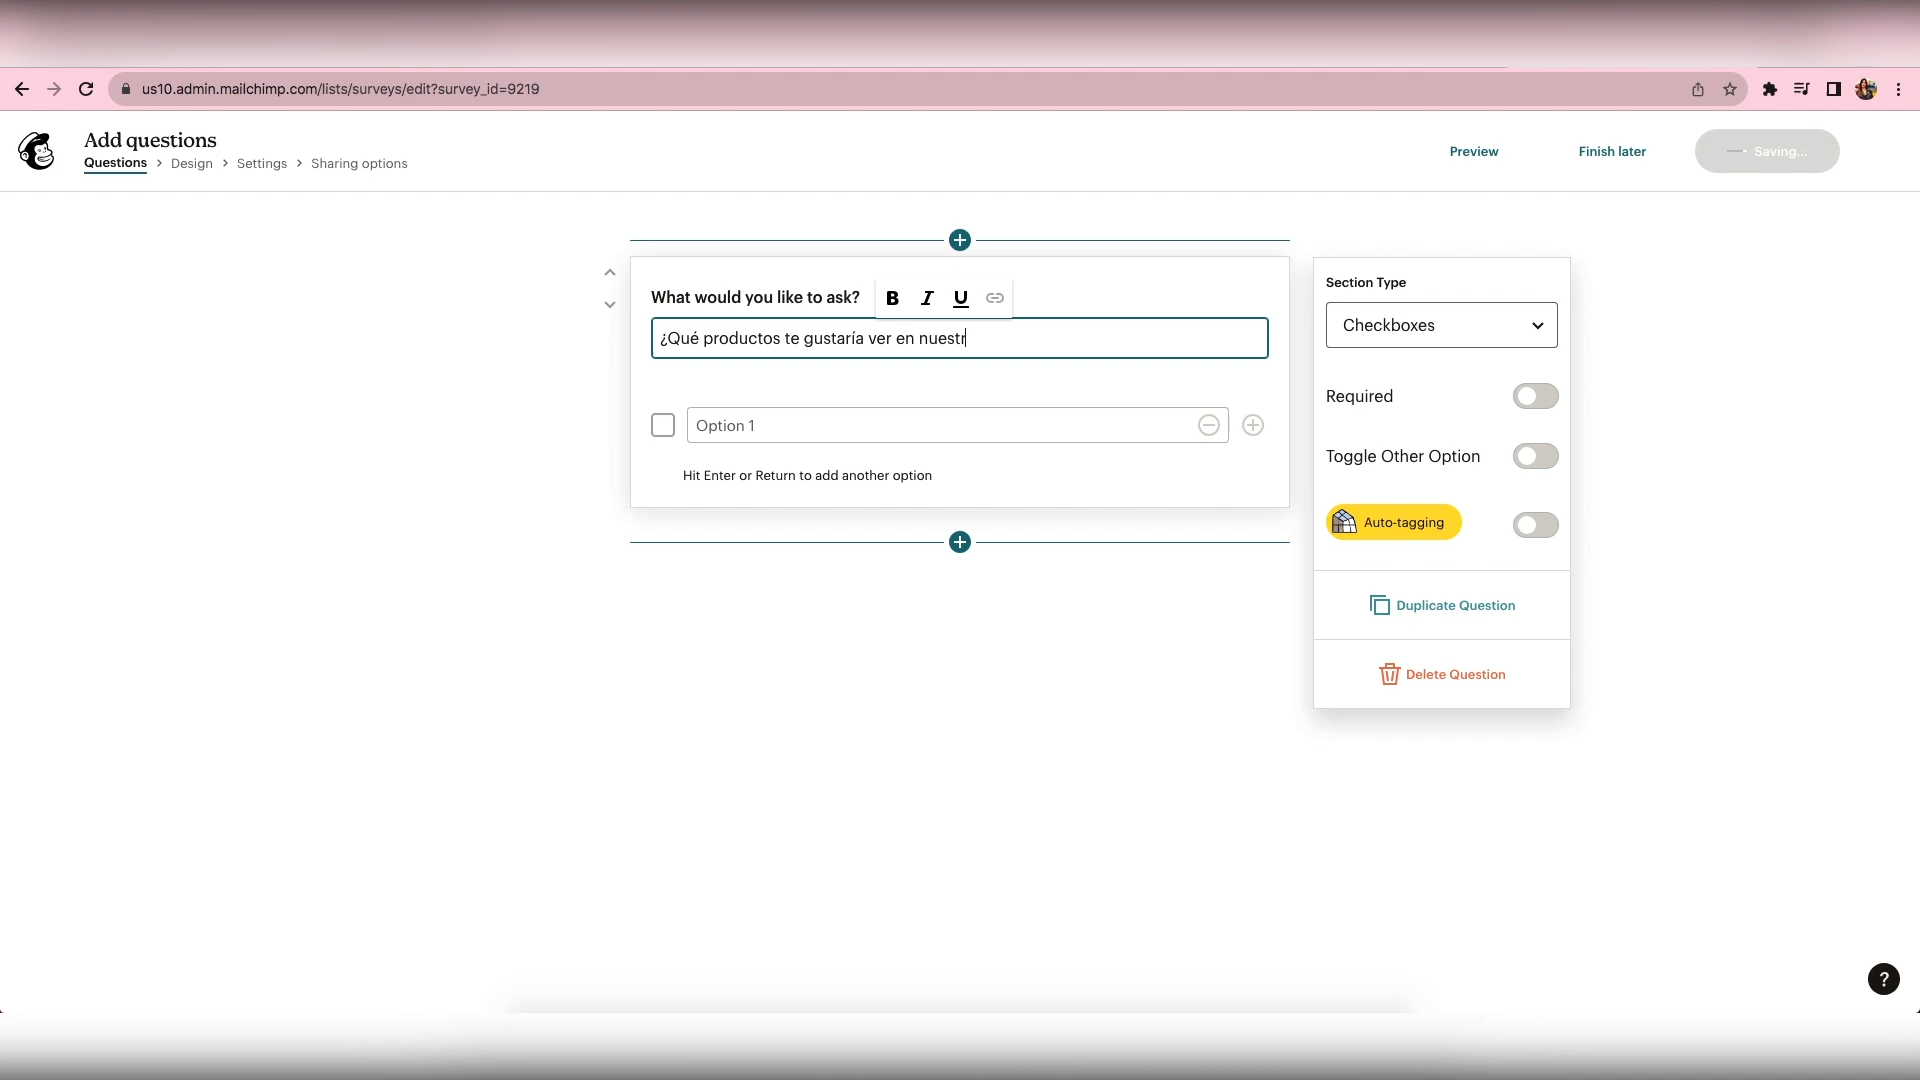 us10.admin.mailchimp.com/lists/surveys/edit?survey_id=9219
Add questions
Questions > Design > Settings > Sharing options
Preview
Finish later
Saving...
What would you like to ask?
B I U
¿Qué productos te gustaría ver en nuestr
Option 1
Hit Enter or Return to add another option
Section Type
Checkboxes
Required
Toggle Other Option
Auto-tagging
Duplicate Question
Delete Question
?